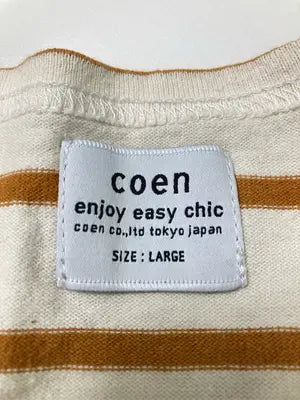 coen
enjoy easy chic
coen co.,ltd tokyo japan
SIZE : LARGE